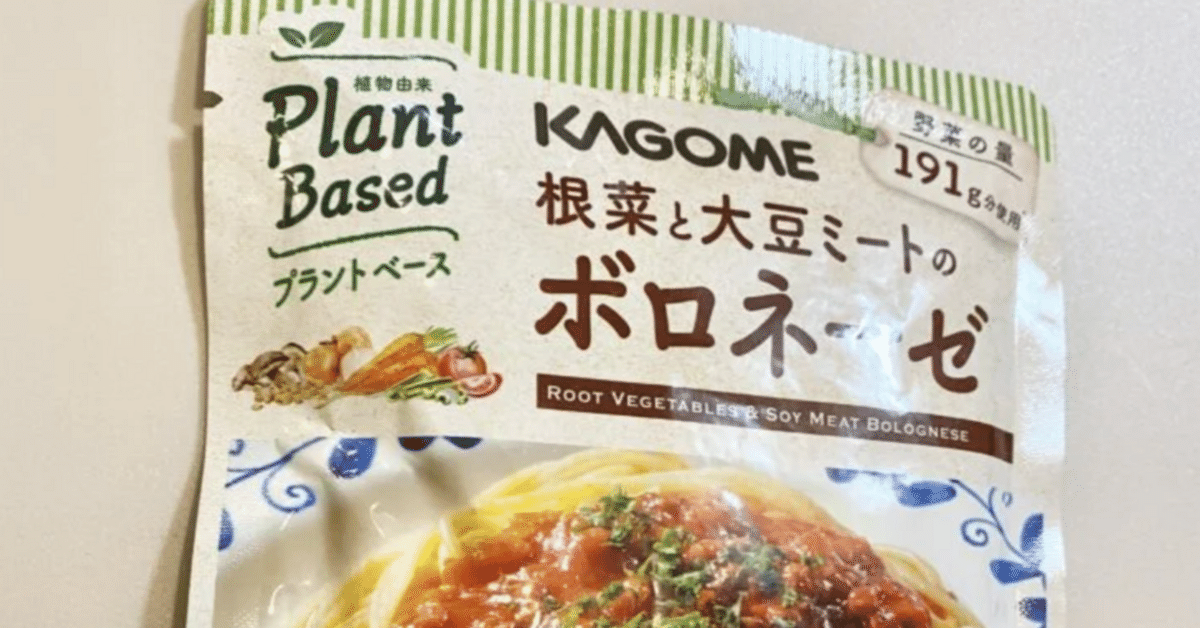 植物由来
Plant
Based
プラントベース
KAGOME
野菜の量
191g分使用
根菜と大豆ミートの
ボロネーゼ
ROOT VEGETABLES & SOY MEAT BOLOGNESE